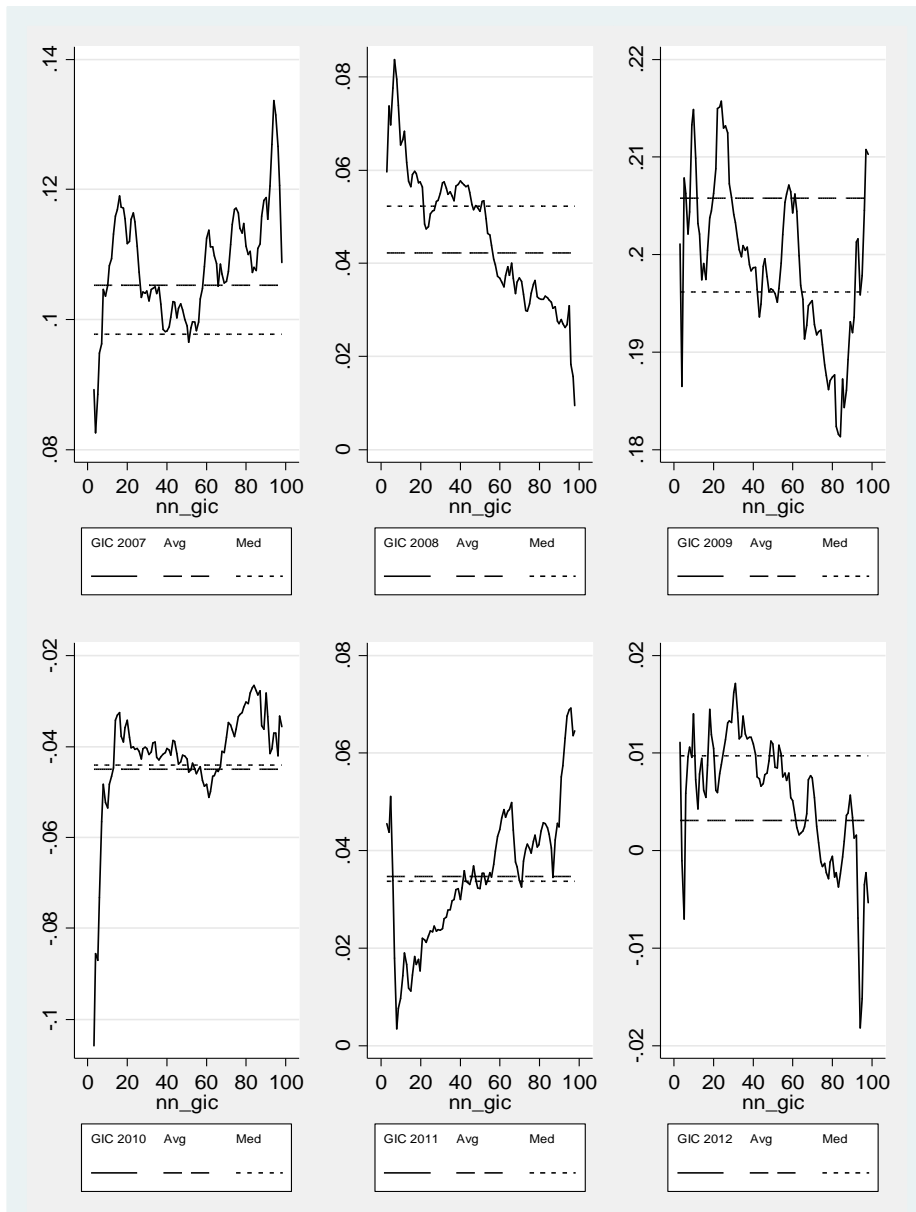 .14
.12
.1
.08
0 20 40 60 80 100
nn_gic
GIC 2007 Avg Med
.08
.06
.04
.02
0
0 20 40 60 80 100
nn_gic
GIC 2008 Avg Med
.22
.21
.2
.19
.18
0 20 40 60 80 100
nn_gic
GIC 2009 Avg Med
-.02
-.04
-.06
-.08
-.1
0 20 40 60 80 100
nn_gic
GIC 2010 Avg Med
.08
.06
.04
.02
0
0 20 40 60 80 100
nn_gic
GIC 2011 Avg Med
.02
.01
0
-.01
-.02
0 20 40 60 80 100
nn_gic
GIC 2012 Avg Med